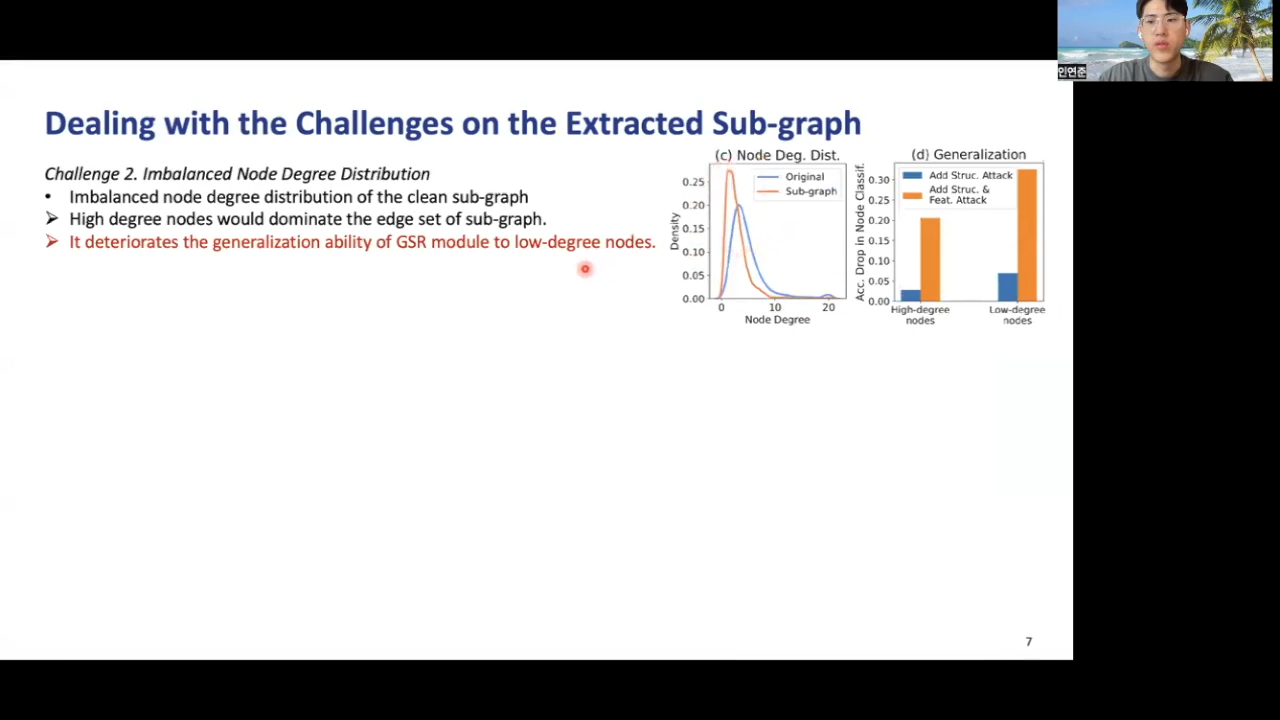 인연준
Dealing with the Challenges on the Extracted Sub-graph
Challenge 2. Imbalanced Node Degree Distribution
• Imbalanced node degree distribution of the clean sub-graph
➢ High degree nodes would dominate the edge set of sub-graph.
➢ It deteriorates the generalization ability of GSR module to low-degree nodes.
(c) Node Deg. Dist.
Density
0.25
0.20
0.15
0.10
0.05
0.00
Original
Sub-graph
0 10 20
Node Degree
(d) Generalization
Acc. Drop in Node Classif.
0.30
0.25
0.20
0.15
0.10
0.05
0.00
Add Struc. Attack
Add Struc. &
Feat. Attack
High-degree
nodes
Low-degree
nodes
7